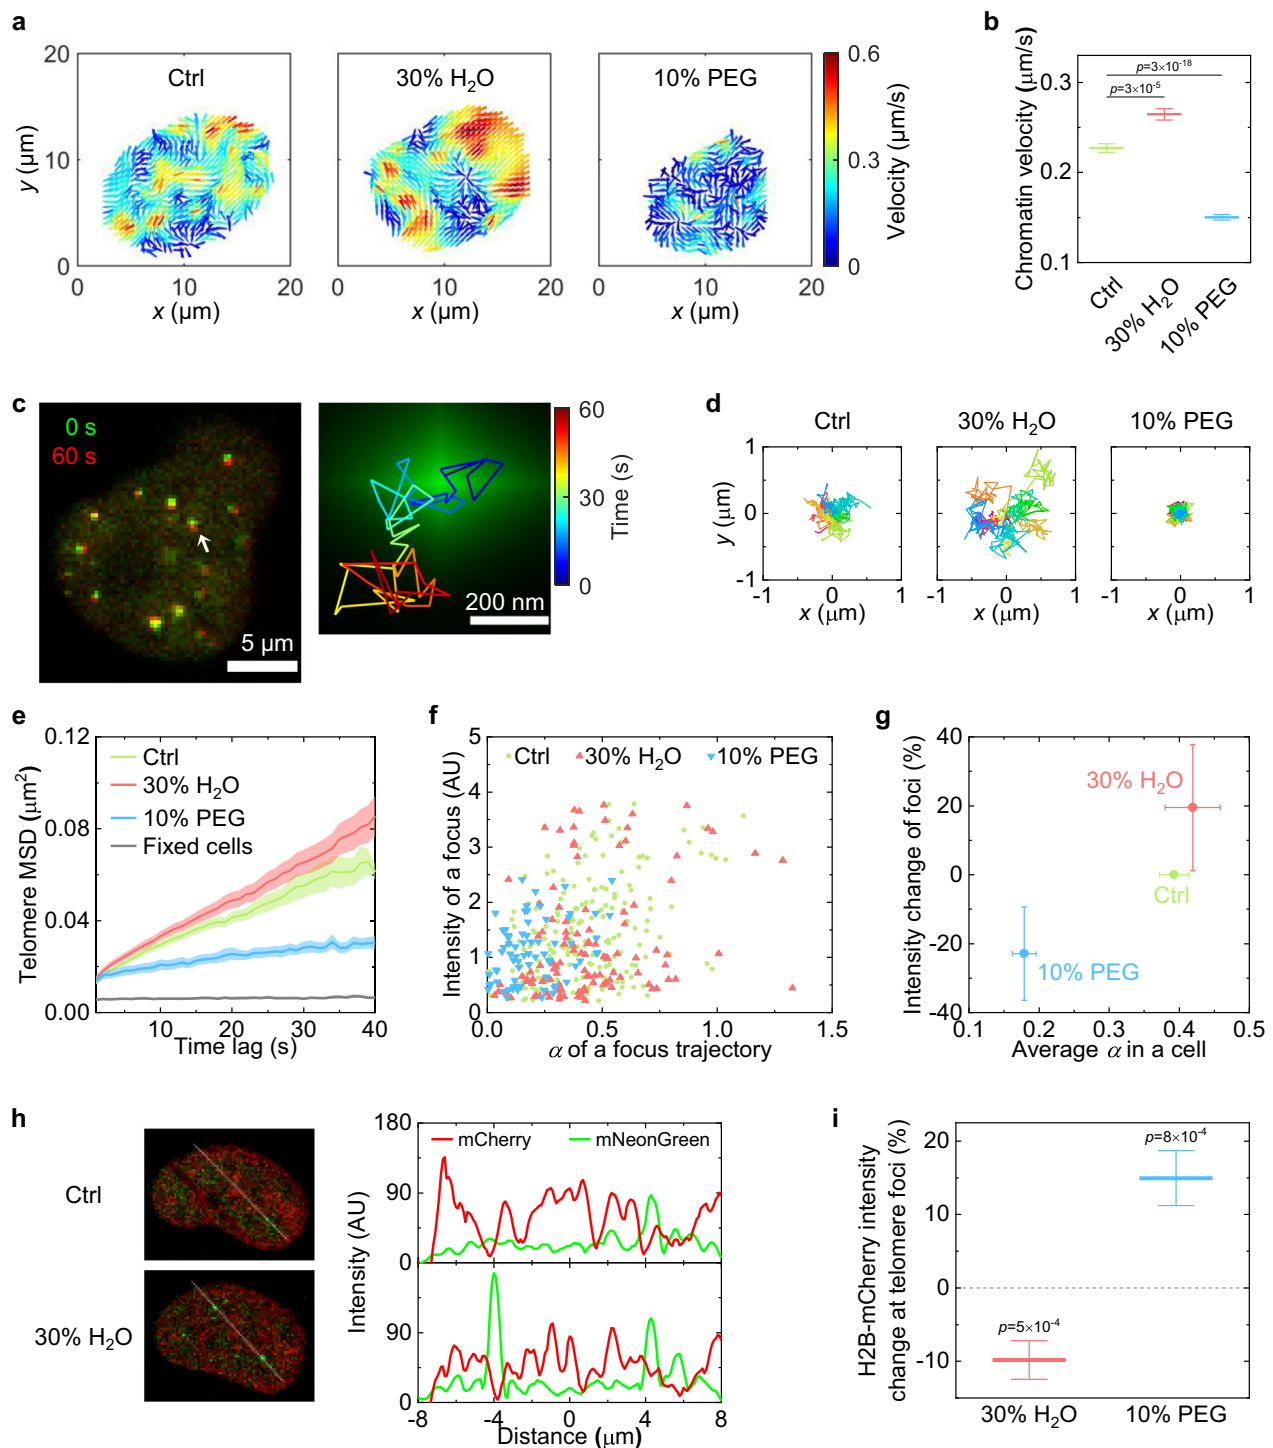 a
Ctrl
30% H₂O
10% PEG
20
10
0
y (μm)
0 10 20
0 10 20
0 10 20
x (μm)
x (μm)
x (μm)
0.6
0.3
0
Velocity (μm/s)
b
Chromatin velocity (μm/s)
0.3
0.2
0.1
p=3×10⁻¹⁸
p=3×10⁻⁵
Ctrl
30% H₂O
10% PEG
c
0 s
60 s
5 μm
200 nm
60
30
0
Time (s)
d
Ctrl
30% H₂O
10% PEG
1
0
-1
y (μm)
-1 0 1
-1 0 1
-1 0 1
x (μm)
x (μm)
x (μm)
e
Telomere MSD (μm²)
0.12
0.08
0.04
0.00
Ctrl
30% H₂O
10% PEG
Fixed cells
10 20 30 40
Time lag (s)
f
Intensity of a focus (AU)
5
4
3
2
1
0
Ctrl 30% H₂O 10% PEG
0.0 0.5 1.0 1.5
α of a focus trajectory
g
Intensity change of foci (%)
40
20
0
-20
-40
30% H₂O
Ctrl
10% PEG
0.1 0.2 0.3 0.4 0.5
Average α in a cell
h
Ctrl
30% H₂O
Intensity (AU)
180
90
0
mCherry mNeonGreen
90
0
-8 -4 0 4 8
Distance (μm)
i
H2B-mCherry intensity
change at telomere foci (%)
20
10
0
-10
p=8×10⁻⁴
p=5×10⁻⁴
30% H₂O 10% PEG